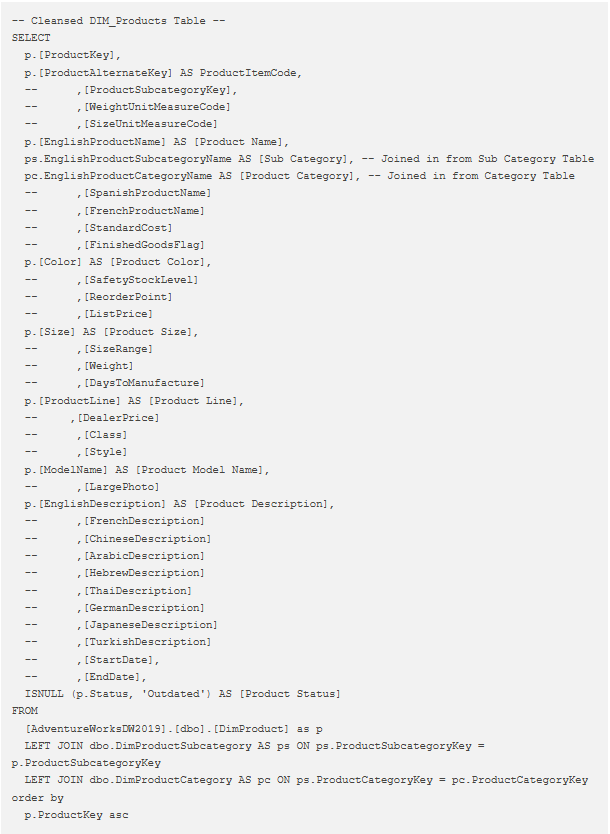 -- Cleansed DIM_Products Table --
SELECT
  p.[ProductKey],
  p.[ProductAlternateKey] AS ProductItemCode,
  --      ,[ProductSubcategoryKey],
  --      ,[WeightUnitMeasureCode]
  --      ,[SizeUnitMeasureCode]
  p.[EnglishProductName] AS [Product Name],
  ps.EnglishProductSubcategoryName AS [Sub Category], -- Joined in from Sub Category Table
  pc.EnglishProductCategoryName AS [Product Category], -- Joined in from Category Table
  --      ,[SpanishProductName]
  --      ,[FrenchProductName]
  --      ,[StandardCost]
  --      ,[FinishedGoodsFlag]
  p.[Color] AS [Product Color],
  --      ,[SafetyStockLevel]
  --      ,[ReorderPoint]
  --      ,[ListPrice]
  p.[Size] AS [Product Size],
  --      ,[SizeRange]
  --      ,[Weight]
  --      ,[DaysToManufacture]
  p.[ProductLine] AS [Product Line],
  --     ,[DealerPrice]
  --      ,[Class]
  --      ,[Style]
  p.[ModelName] AS [Product Model Name],
  --      ,[LargePhoto]
  p.[EnglishDescription] AS [Product Description],
  --      ,[FrenchDescription]
  --      ,[ChineseDescription]
  --      ,[ArabicDescription]
  --      ,[HebrewDescription]
  --      ,[ThaiDescription]
  --      ,[GermanDescription]
  --      ,[JapaneseDescription]
  --      ,[TurkishDescription]
  --      ,[StartDate],
  --      ,[EndDate],
  ISNULL (p.Status, 'Outdated') AS [Product Status]
FROM
  [AdventureWorksDW2019].[dbo].[DimProduct] as p
  LEFT JOIN dbo.DimProductSubcategory AS ps ON ps.ProductSubcategoryKey =
p.ProductSubcategoryKey
  LEFT JOIN dbo.DimProductCategory AS pc ON ps.ProductCategoryKey = pc.ProductCategoryKey
order by
  p.ProductKey asc